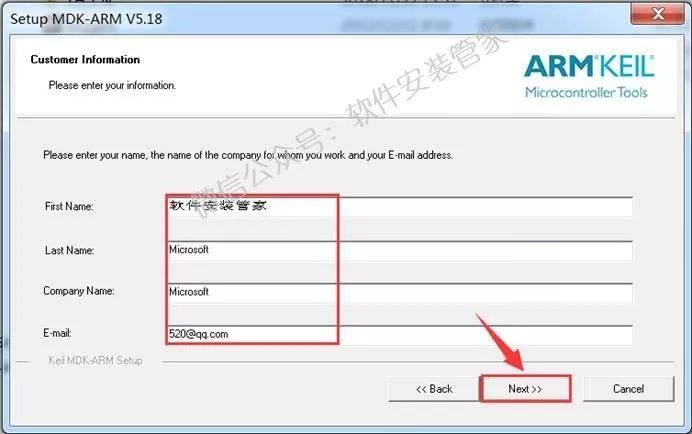 Setup MDK-ARM V5.18
Customer Information
Please enter your information.
ARM KEIL
Microcontroller Tools
微信公众号：软件安装管家
Please enter your name, the name of the company for whom you work and your E-mail address.
First Name:
软件安装管家
Last Name:
Microsoft
Company Name:
Microsoft
E-mail:
520@qq.com
Keil MDK-ARM Setup
<< Back
Next >>
Cancel